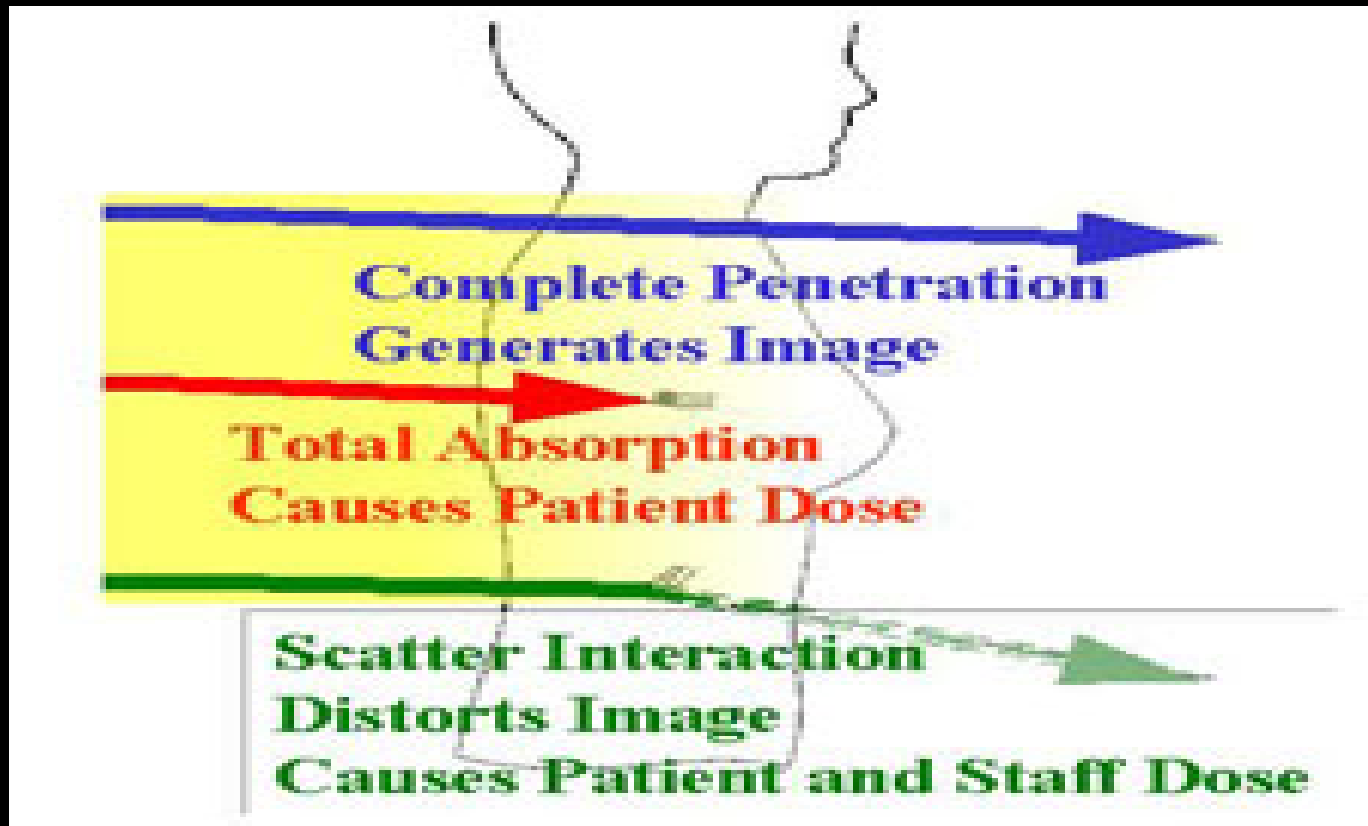 Complete Penetration
Generates Image
Total Absorption
Causes Patient Dose
Scatter Interaction
Distorts Image
Causes Patient and Staff Dose